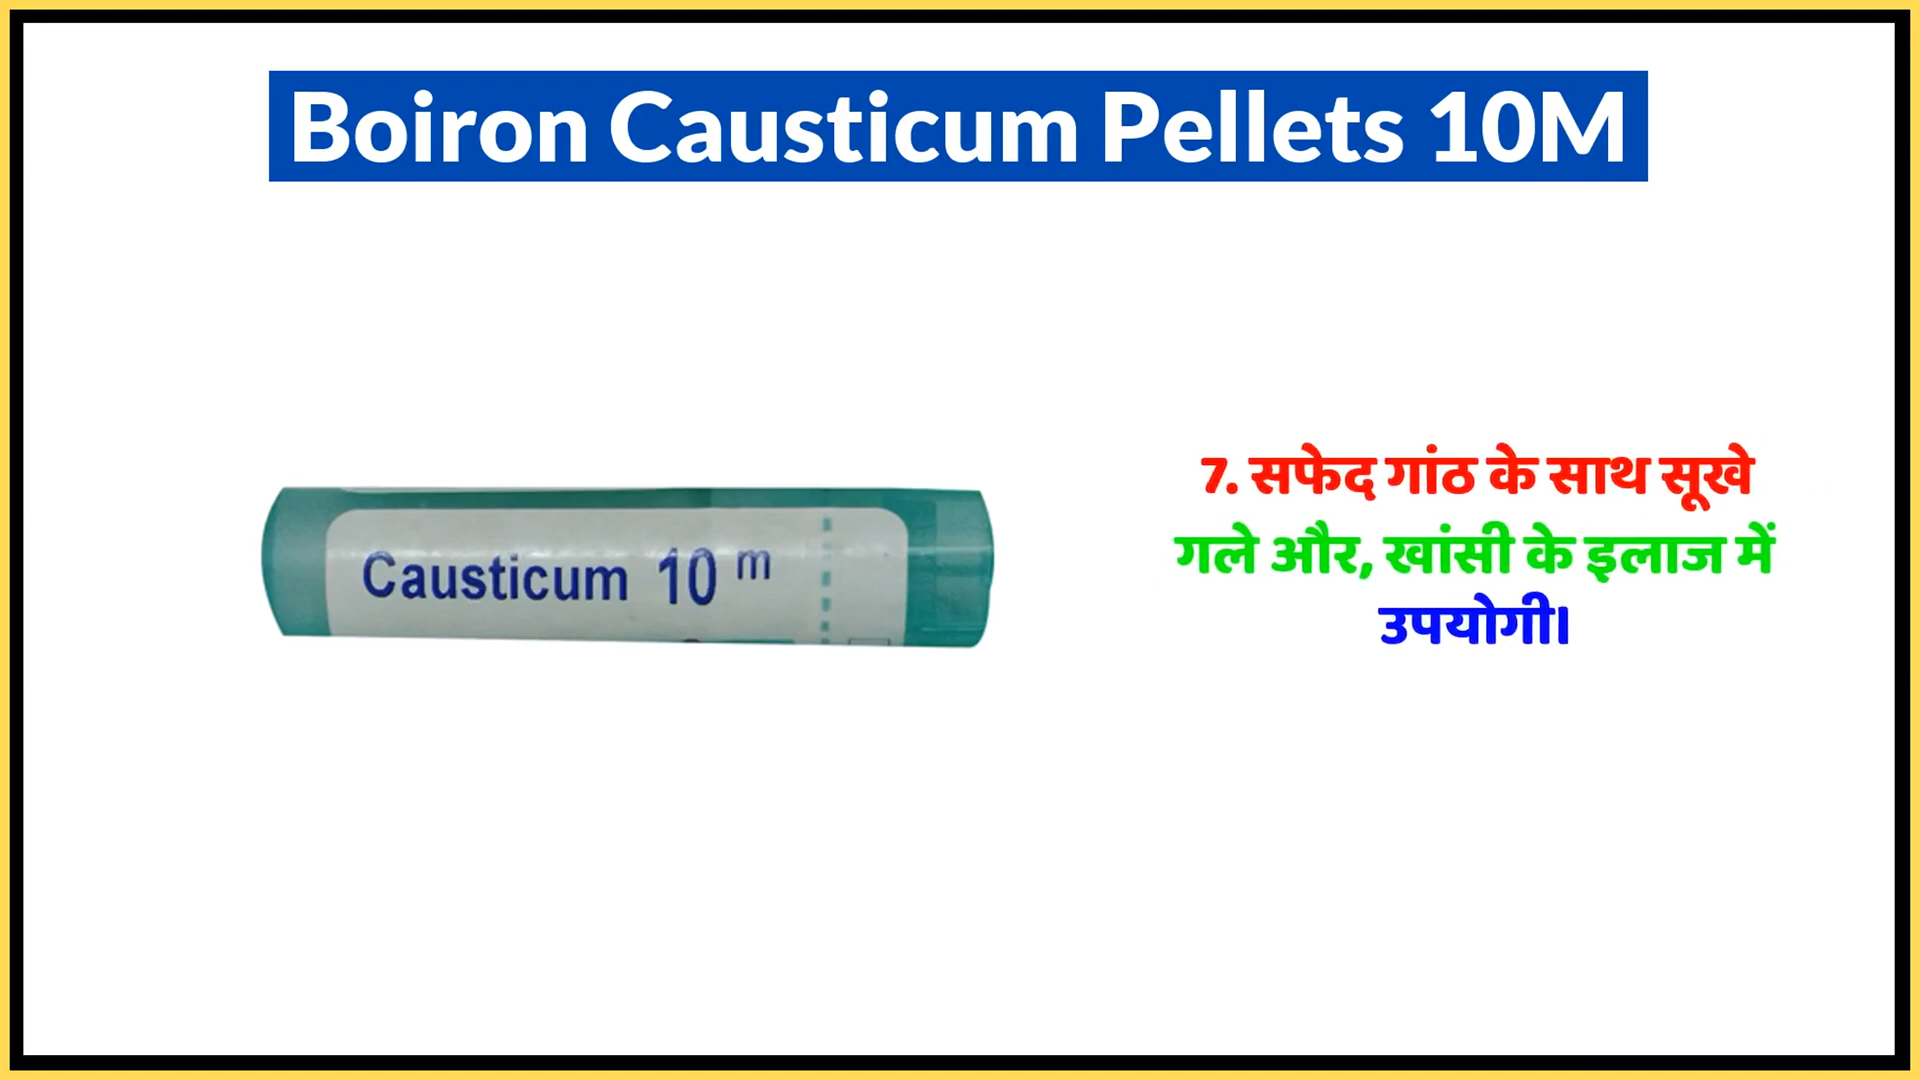 Boiron Causticum Pellets 10M
Causticum 10 m
7. सफेद गांठ के साथ सूखे
गले और, खांसी के इलाज में
उपयोगी।